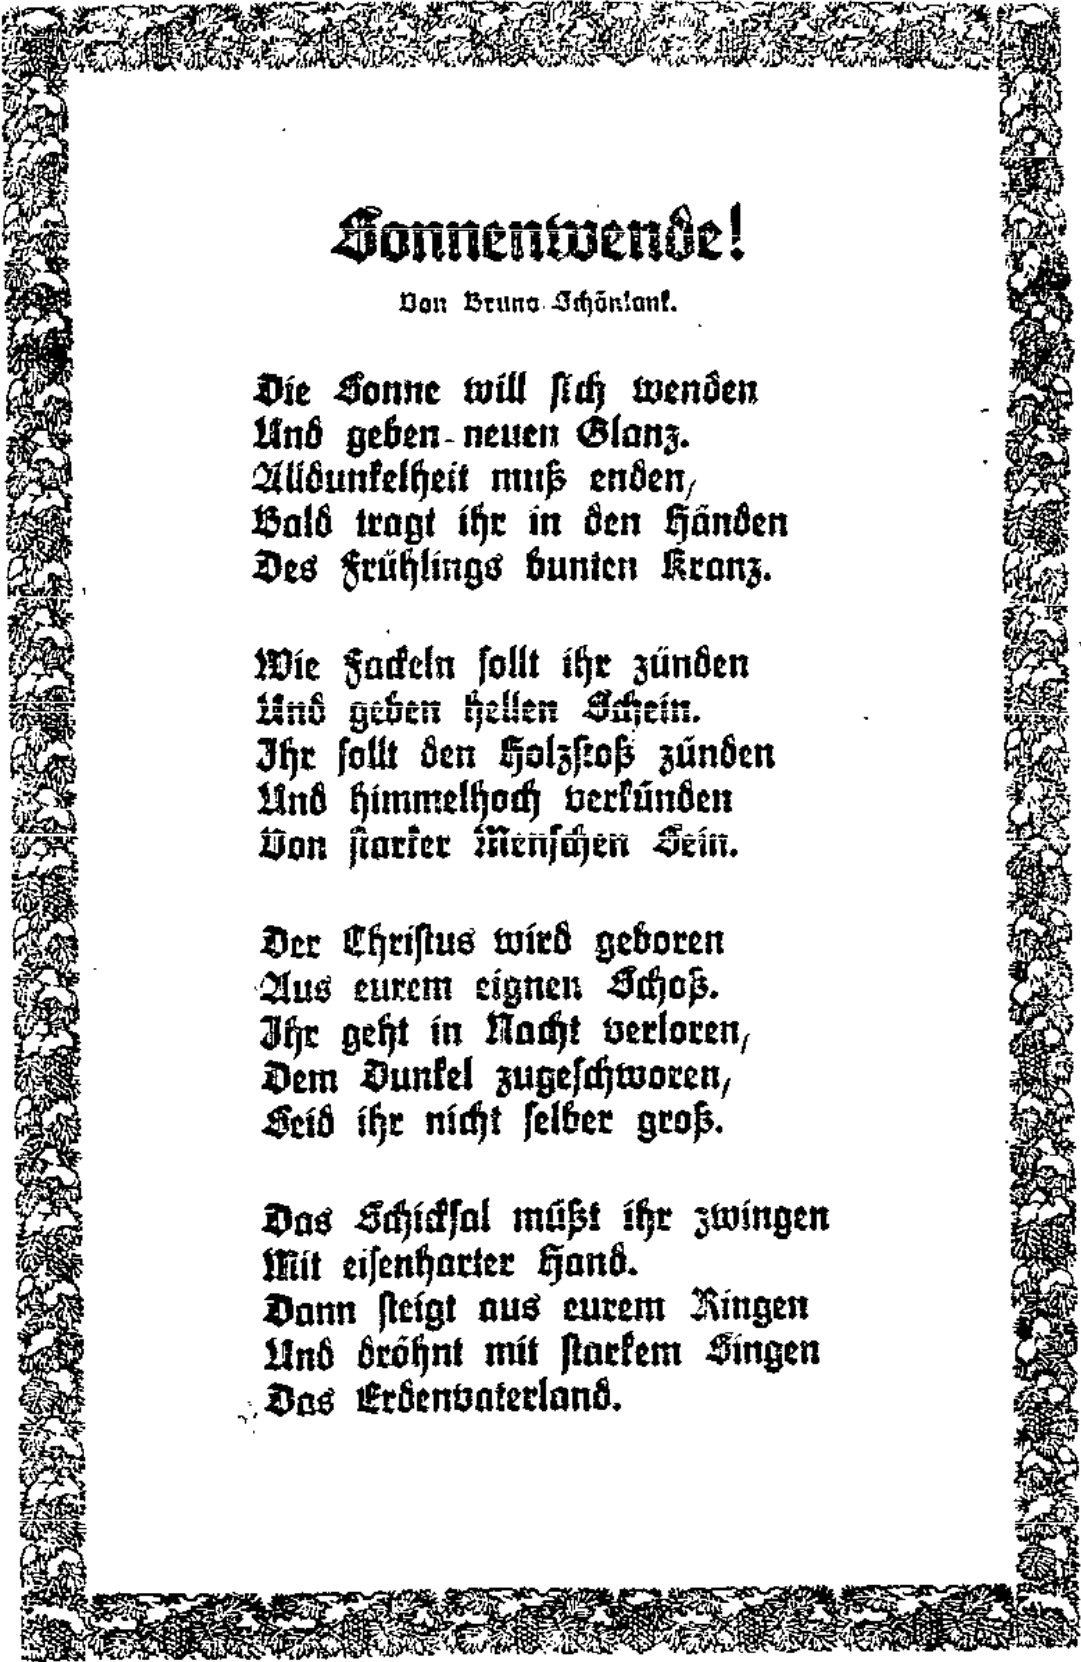 Sonnenwende!
Von Bruno Schönlank.
Die Sonne will sich wenden
Und geben neuen Glanz.
Alldunkelheit muß enden,
Bald tragt ihr in den Händen
Des Frühlings bunten Kranz.
Wie Fackeln sollt ihr zünden
Und geben hellen Schein.
Ihr sollt den Holzstoß zünden
Und himmelhoch verkünden
Von starker Menschen Sein.
Der Christus wird geboren
Aus eurem eignen Schoß.
Ihr geht in Nacht verloren,
Dem Dunkel zugeschworen,
Seid ihr nicht selber groß.
Das Schicksal müßt ihr zwingen
Mit eisenharter Hand.
Dann steigt aus eurem Ringen
Und dröhnt mit starkem Singen
Das Erdenvaterland.